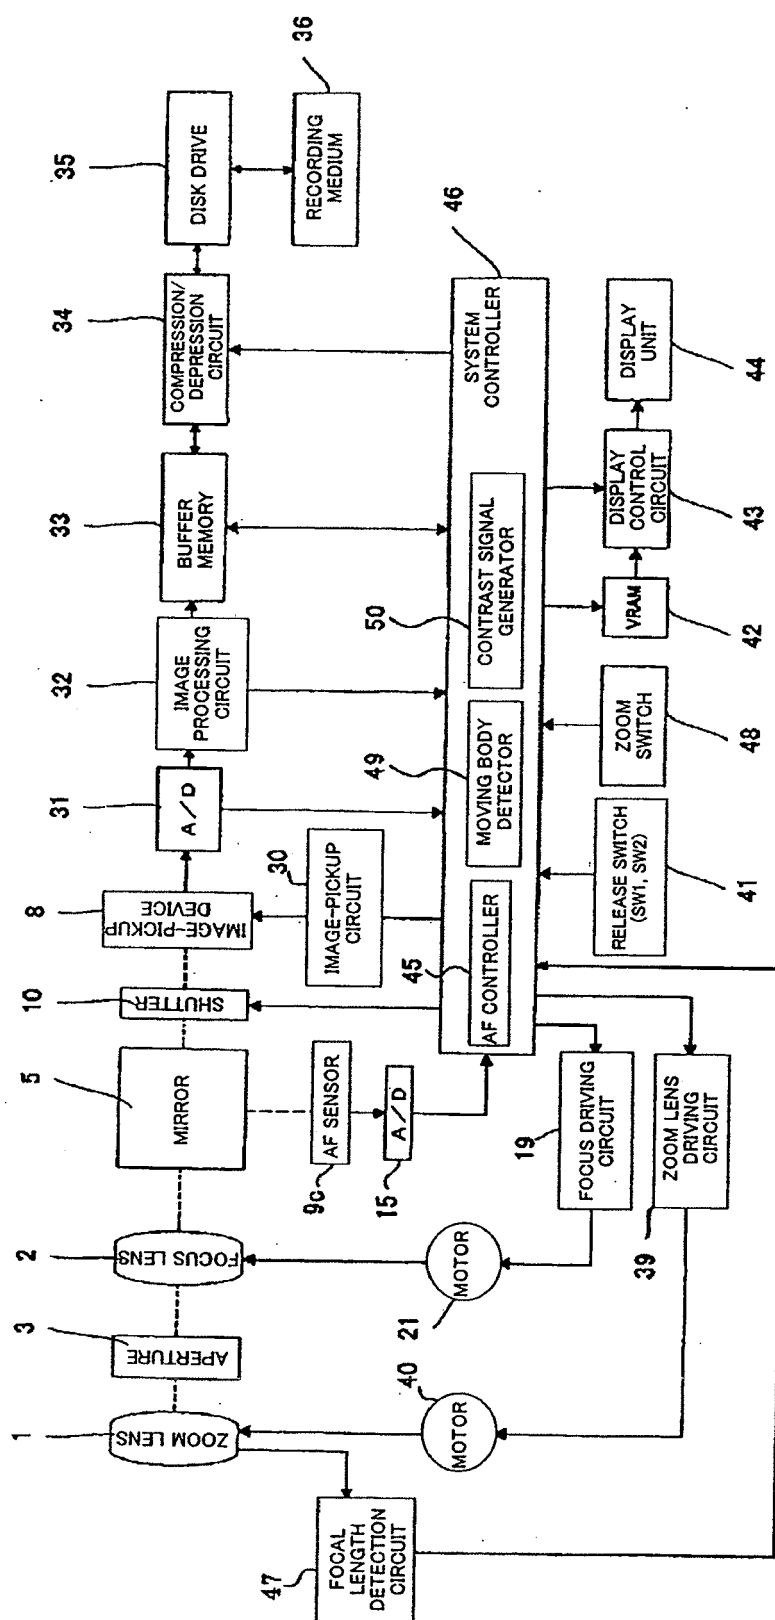 1
ZOOM LENS
3
APERTURE
2
FOCUS LENS
5
MIRROR
10
SHUTTER
8
IMAGE-PICKUP
DEVICE
31
A/D
32
IMAGE
PROCESSING
CIRCUIT
33
BUFFER
MEMORY
34
COMPRESSION/
DEPRESSION
CIRCUIT
35
DISK DRIVE
36
RECORDING
MEDIUM
9c
AF SENSOR
15
A/D
30
IMAGE-PICKUP
CIRCUIT
47
FOCAL
LENGTH
DETECTION
CIRCUIT
40
MOTOR
21
MOTOR
45
AF CONTROLLER
49
MOVING BODY
DETECTOR
50
CONTRAST SIGNAL
GENERATOR
SYSTEM
CONTROLLER
46
19
FOCUS DRIVING
CIRCUIT
39
ZOOM LENS
DRIVING
CIRCUIT
RELEASE SWITCH
(SW1, SW2)
41
ZOOM
SWITCH
48
VRAM
42
DISPLAY CONTROL
CIRCUIT
43
DISPLAY
UNIT
44